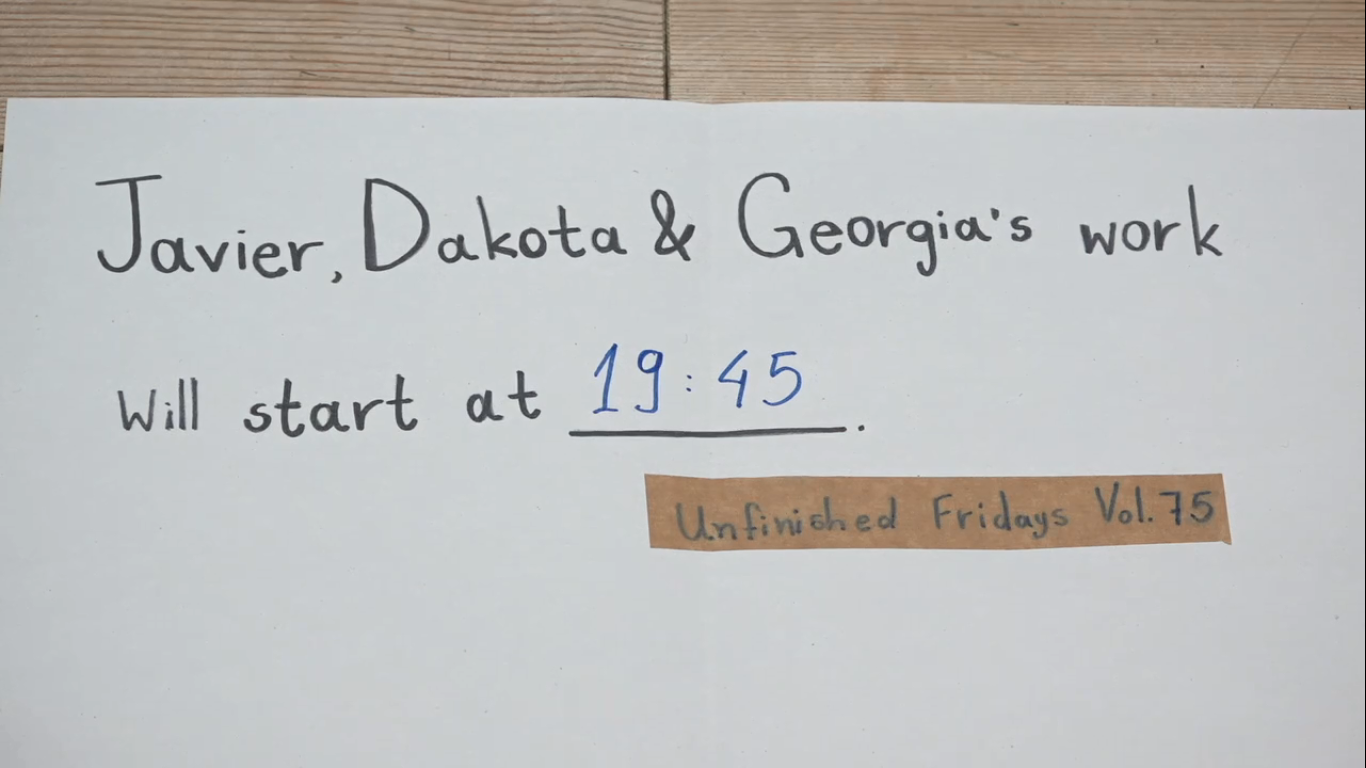 Javier, Dakota & Georgia's work
Will start at 19:45.
Unfinished Fridays Vol.75